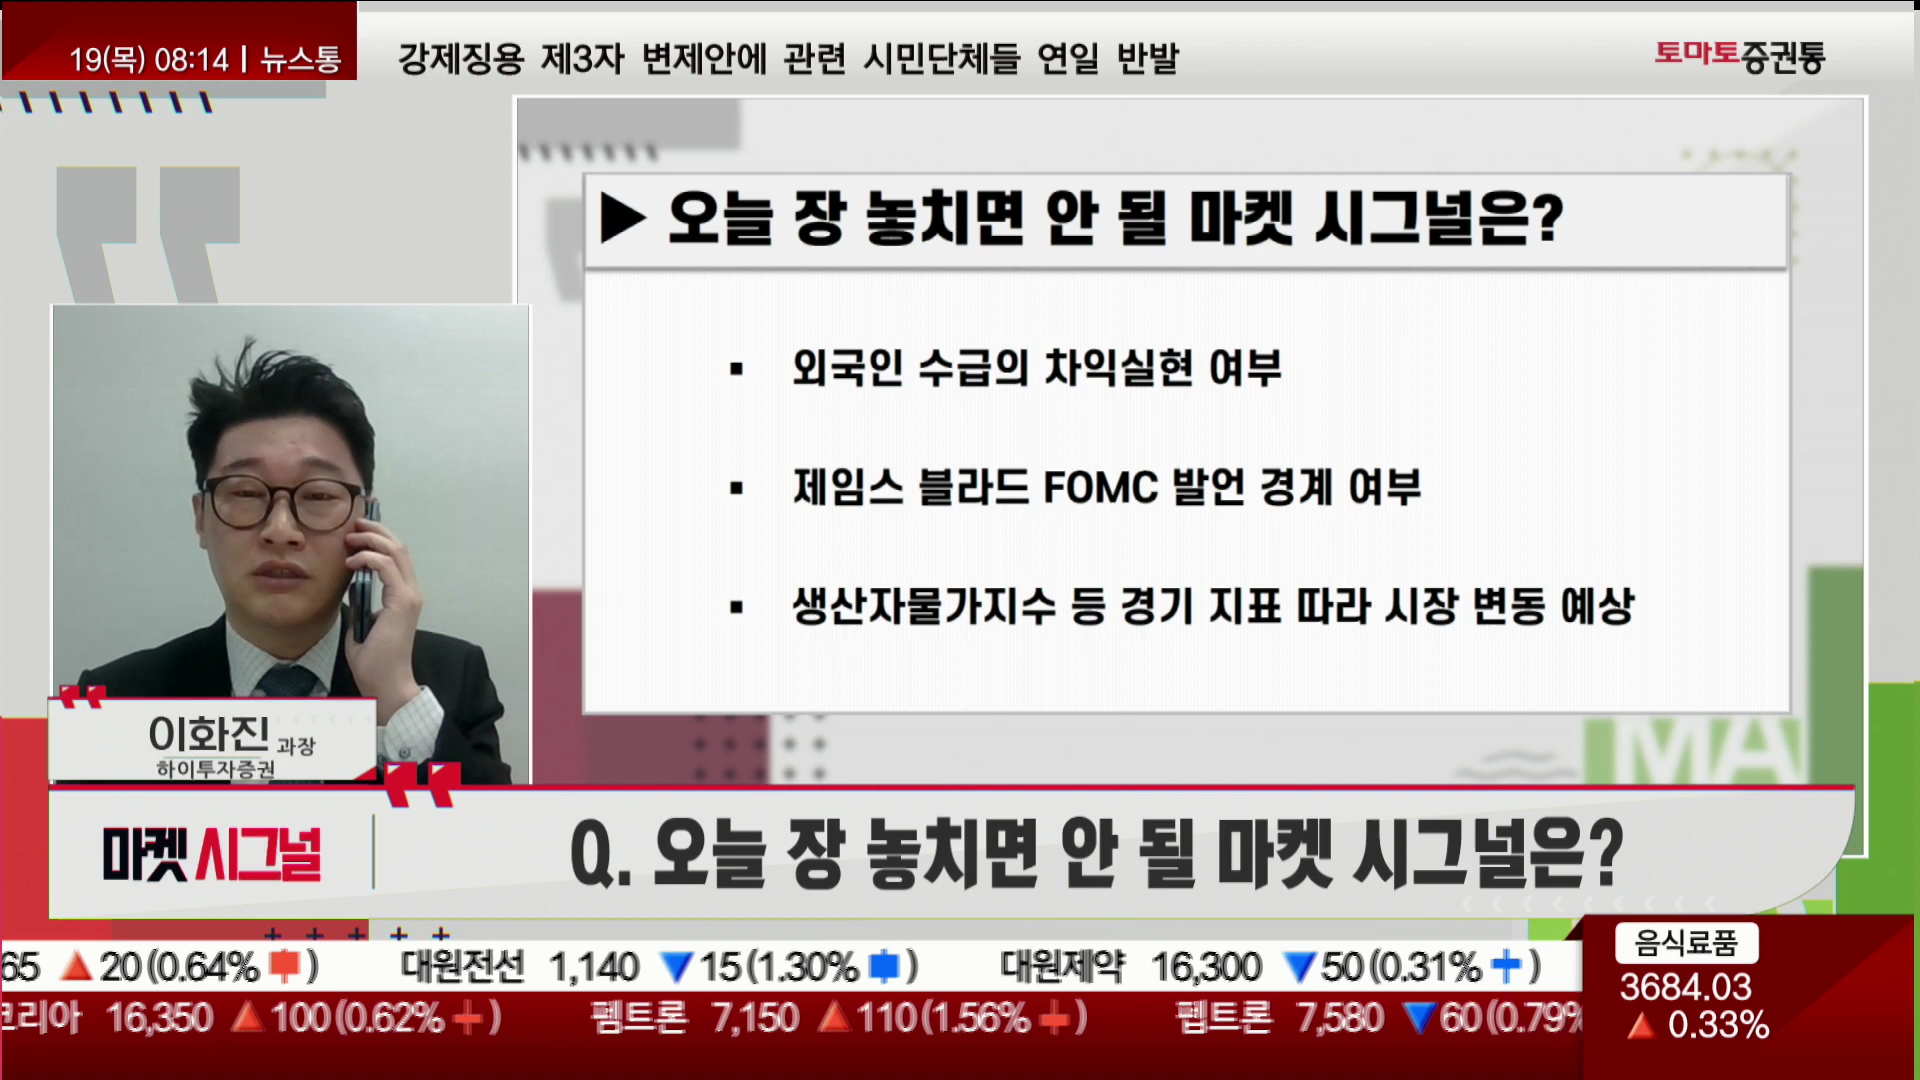 19(목) 08:14 | 뉴스통
강제징용 제3자 변제안에 관련 시민단체들 연일 반발
토마토증권통
▶ 오늘 장 놓치면 안 될 마켓 시그널은?
▪ 외국인 수급의 차익실현 여부
▪ 제임스 블라드 FOMC 발언 경계 여부
▪ 생산자물가지수 등 경기 지표 따라 시장 변동 예상
MA
이화진 과장
하이투자증권
마켓 시그널
Q. 오늘 장 놓치면 안 될 마켓 시그널은?
65 ▲20(0.64%) 대원전선 1,140 ▼15(1.30%) 대원제약 16,300 ▼50(0.31%)
코리아 16,350 ▲100(0.62%) 펨트론 7,150 ▲110(1.56%) 펩트론 7,580 ▼60(0.79%
음식료품
3684.03
▲ 0.33%